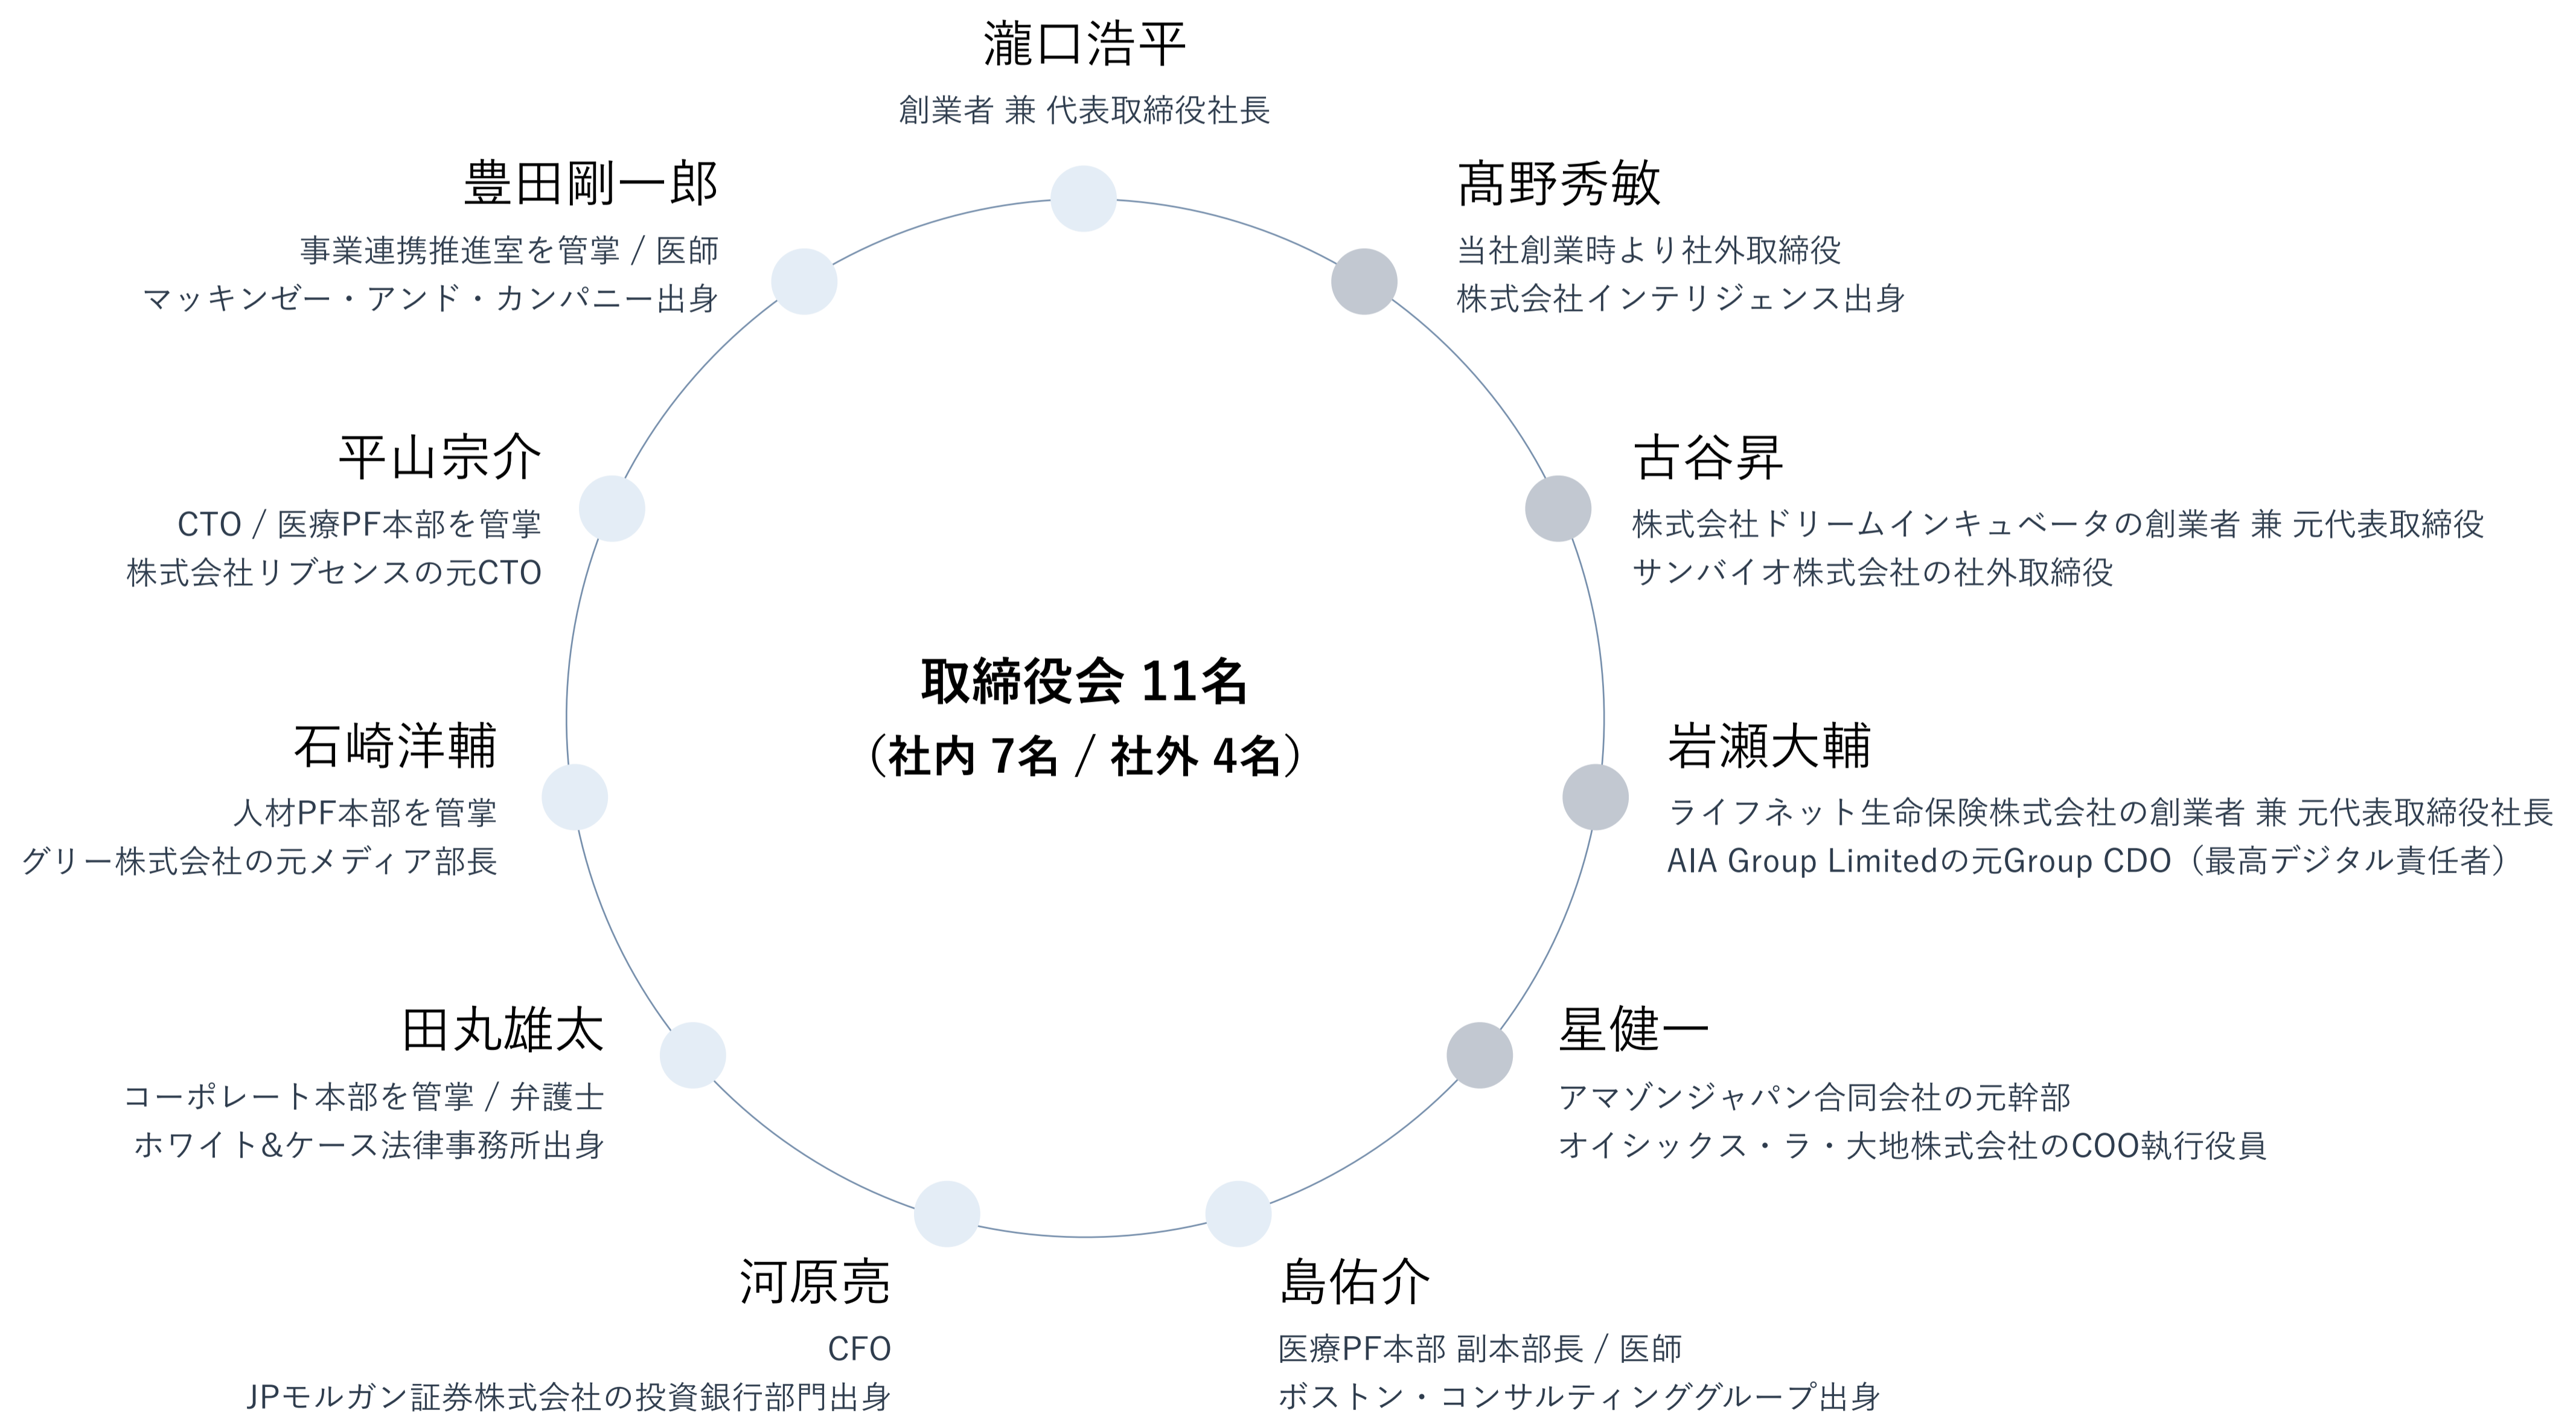 瀧口浩平
創業者 兼 代表取締役社長
豊田剛一郎
事業連携推進室を管掌 / 医師
マッキンゼー・アンド・カンパニー出身
髙野秀敏
当社創業時より社外取締役
株式会社インテリジェンス出身
平山宗介
CTO / 医療PF本部を管掌
株式会社リブセンスの元CTO
古谷昇
株式会社ドリームインキュベータの創業者 兼 元代表取締役
サンバイオ株式会社の社外取締役
取締役会 11名
（社内 7名 / 社外 4名）
石崎洋輔
人材PF本部を管掌
グリー株式会社の元メディア部長
岩瀬大輔
ライフネット生命保険株式会社の創業者 兼 元代表取締役社長
AIA Group Limitedの元Group CDO（最高デジタル責任者）
田丸雄太
コーポレート本部を管掌 / 弁護士
ホワイト&ケース法律事務所出身
星健一
アマゾンジャパン合同会社の元幹部
オイシックス・ラ・大地株式会社のCOO執行役員
河原亮
CFO
JPモルガン証券株式会社の投資銀行部門出身
島佑介
医療PF本部 副本部長 / 医師
ボストン・コンサルティンググループ出身